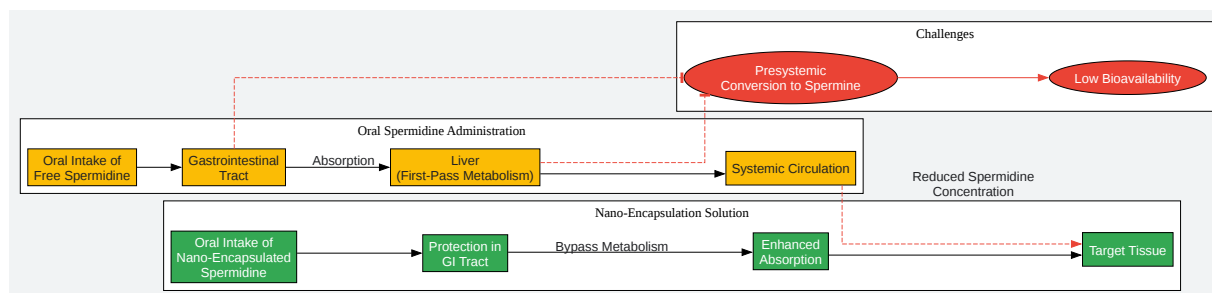 Challenges
Presystemic
Conversion to Spermine
Low Bioavailability
Oral Spermidine Administration
Oral Intake of
Free Spermidine
Gastrointestinal
Tract
Absorption
Liver
(First-Pass Metabolism)
Systemic Circulation
Reduced Spermidine
Concentration
Nano-Encapsulation Solution
Oral Intake of
Nano-Encapsulated
Spermidine
Protection in
GI Tract
Bypass Metabolism
Enhanced
Absorption
Target Tissue